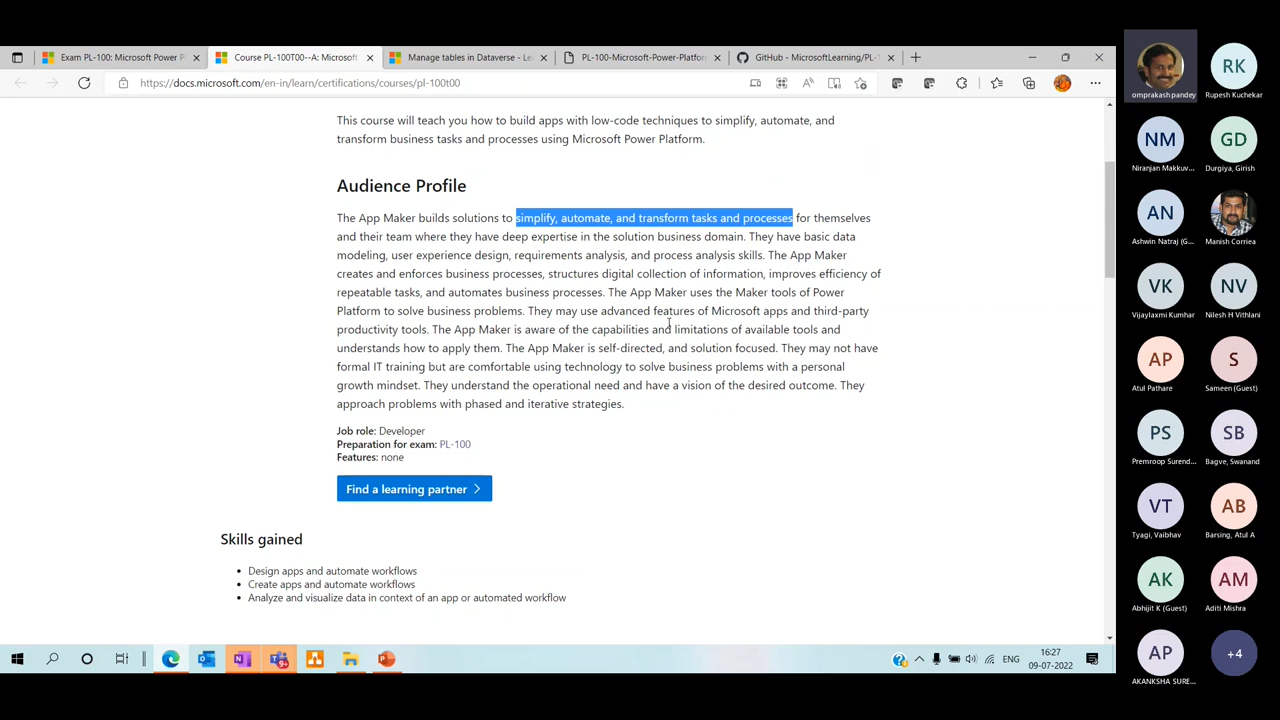 Exam PL-100: Microsoft Power P
Course PL-100T00--A: Microsoft
Manage tables in Dataverse - Le
PL-100-Microsoft-Power-Platfor
GitHub - MicrosoftLearning/PL-1
https://docs.microsoft.com/en-in/learn/certifications/courses/pl-100t00
This course will teach you how to build apps with low-code techniques to simplify, automate, and
transform business tasks and processes using Microsoft Power Platform.
Audience Profile
The App Maker builds solutions to simplify, automate, and transform tasks and processes for themselves
and their team where they have deep expertise in the solution business domain. They have basic data
modeling, user experience design, requirements analysis, and process analysis skills. The App Maker
creates and enforces business processes, structures digital collection of information, improves efficiency of
repeatable tasks, and automates business processes. The App Maker uses the Maker tools of Power
Platform to solve business problems. They may use advanced features of Microsoft apps and third-party
productivity tools. The App Maker is aware of the capabilities and limitations of available tools and
understands how to apply them. The App Maker is self-directed, and solution focused. They may not have
formal IT training but are comfortable using technology to solve business problems with a personal
growth mindset. They understand the operational need and have a vision of the desired outcome. They
approach problems with phased and iterative strategies.
Job role: Developer
Preparation for exam: PL-100
Features: none
Find a learning partner
Skills gained
Design apps and automate workflows
Create apps and automate workflows
Analyze and visualize data in context of an app or automated workflow
9+
ENG
16:27
09-07-2022
omprakash pandey
RK
Rupesh Kuchekar
NM
Niranjan Makkuv...
GD
Durgiya, Girish
AN
Ashwin Natraj (G...
Manish Corriea
VK
Vijaylaxmi Kumhar
NV
Nilesh H Vithlani
AP
Atul Pathare
S
Sameen (Guest)
PS
Premroop Surend...
SB
Bagve, Swanand
VT
Tyagi, Vaibhav
AB
Barsing, Atul A
AK
Abhijit K (Guest)
AM
Aditi Mishra
AP
AKANKSHA SURE...
+4